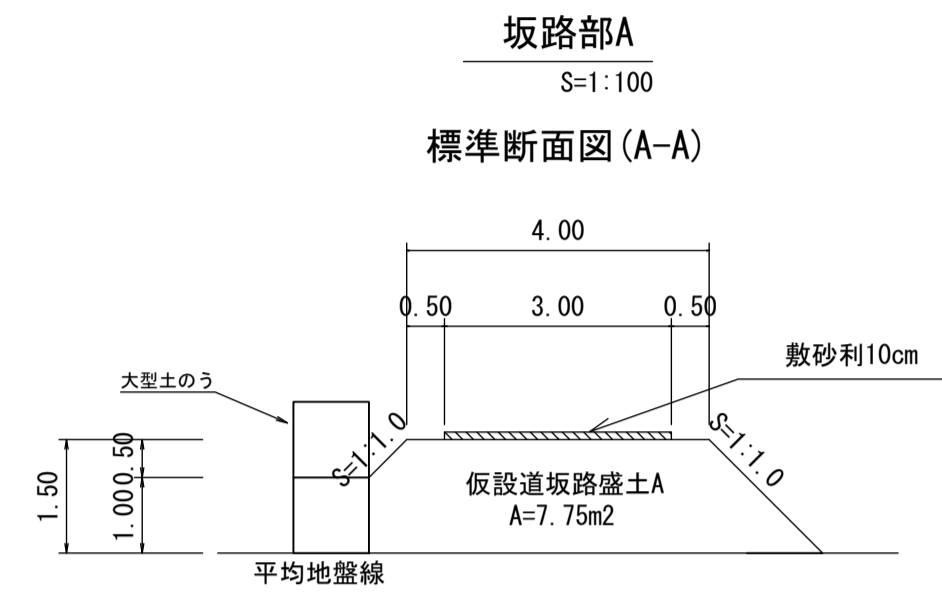 坂路部A
S=1:100
標準断面図(A-A)
4.00
0.50 3.00 0.50
敷砂利10cm
大型土のう
S=1:1.0
S=1:1.0
1.50
0.50
1.00
仮設道坂路盛土A
A=7.75m2
平均地盤線